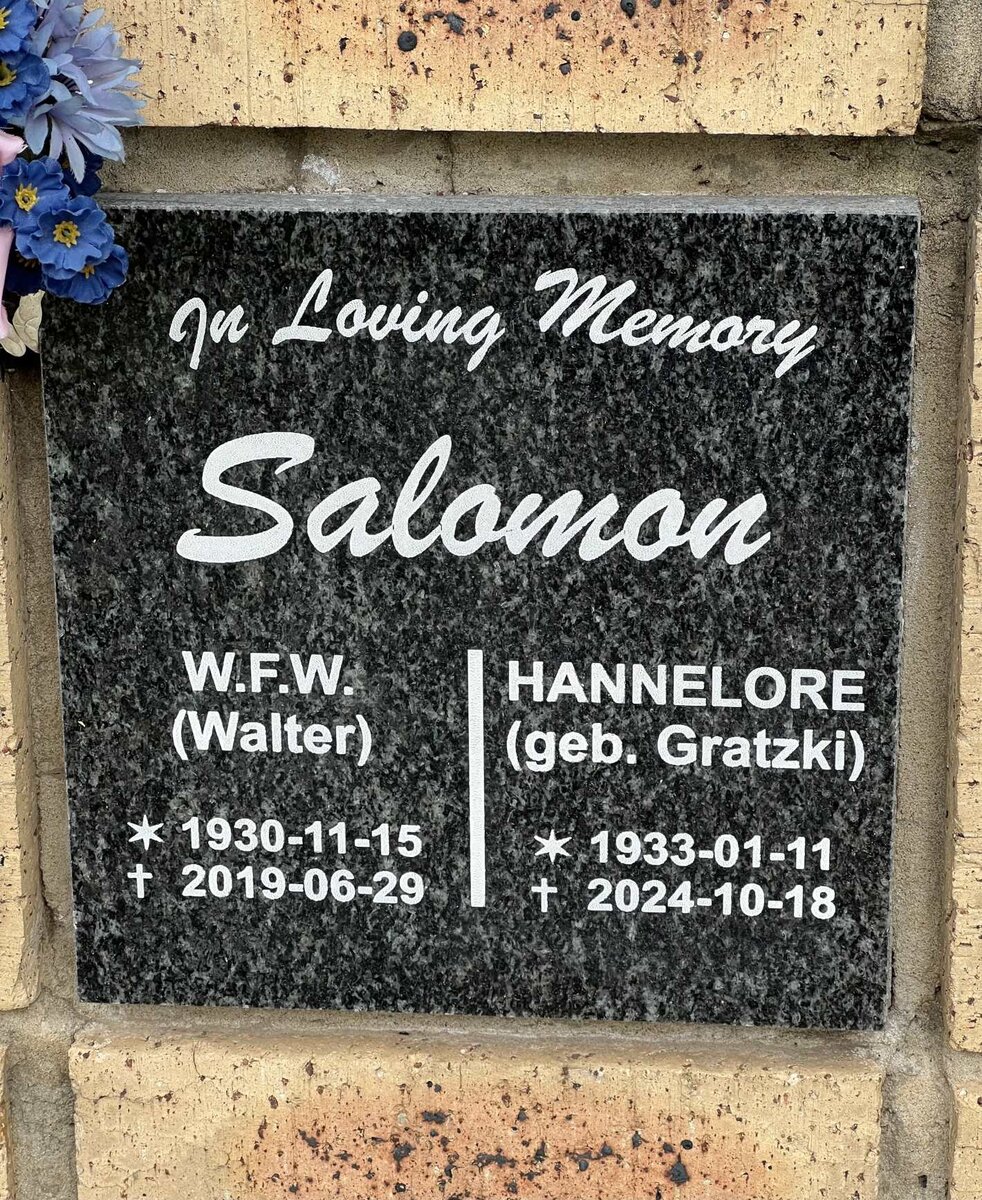 In Loving Memory
Salomon
W.F.W.
(Walter)
✶ 1930-11-15
✝ 2019-06-29
HANNELORE
(geb. Gratzki)
✶ 1933-01-11
✝ 2024-10-18